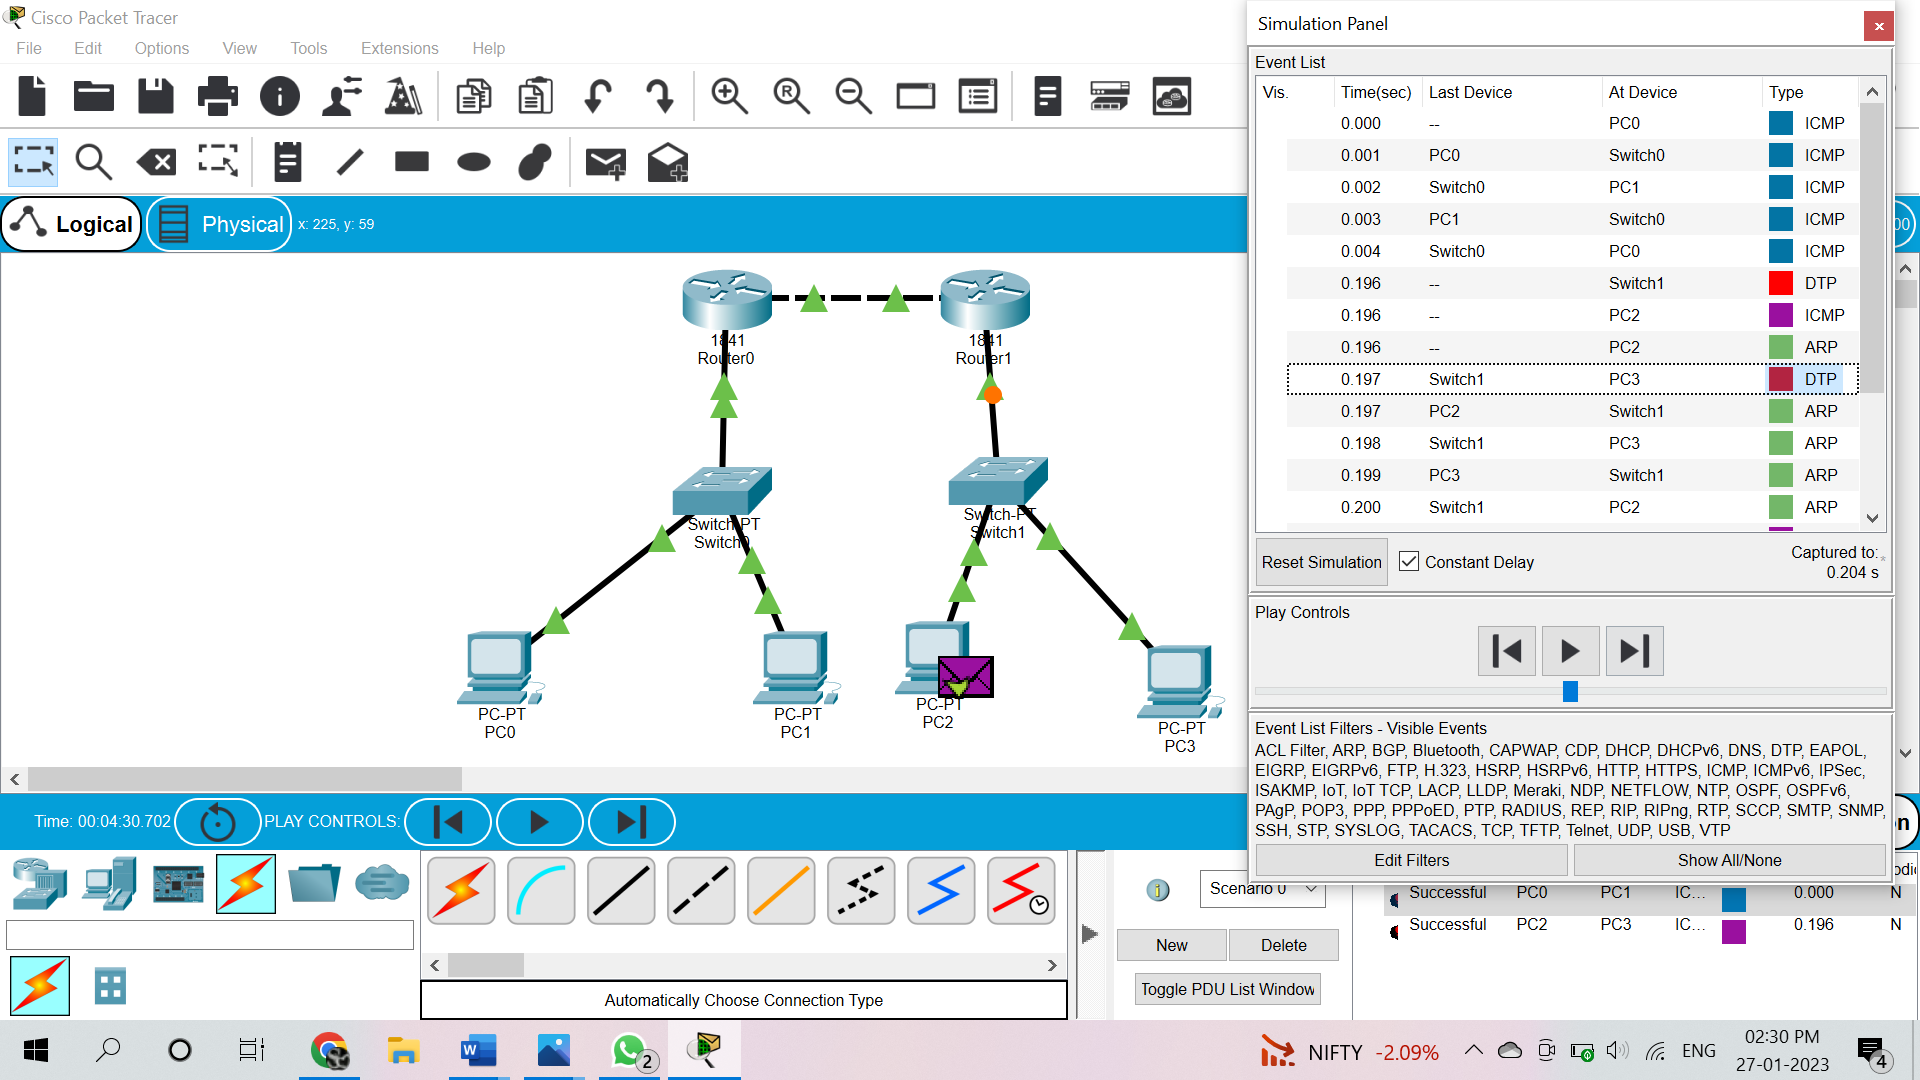 Cisco Packet Tracer
File Edit Options View Tools Extensions Help
Logical
Physical
x: 225, y: 59
1841
Router0
1841
Router1
Switch-PT
Switch0
Switch-PT
Switch1
PC-PT
PC0
PC-PT
PC1
PC-PT
PC2
PC-PT
PC3
Simulation Panel
Event List
Vis. Time(sec) Last Device At Device Type
0.000 -- PC0 ICMP
0.001 PC0 Switch0 ICMP
0.002 Switch0 PC1 ICMP
0.003 PC1 Switch0 ICMP
0.004 Switch0 PC0 ICMP
0.196 -- Switch1 DTP
0.196 -- PC2 ICMP
0.196 -- PC2 ARP
0.197 Switch1 PC3 DTP
0.197 PC2 Switch1 ARP
0.198 Switch1 PC3 ARP
0.199 PC3 Switch1 ARP
0.200 Switch1 PC2 ARP
Reset Simulation
Constant Delay
Captured to:
0.204 s
Play Controls
Event List Filters - Visible Events
ACL Filter, ARP, BGP, Bluetooth, CAPWAP, CDP, DHCP, DHCPv6, DNS, DTP, EAPOL,
EIGRP, EIGRPv6, FTP, H.323, HSRP, HSRPv6, HTTP, HTTPS, ICMP, ICMPv6, IPSec,
ISAKMP, IoT, IoT TCP, LACP, LLDP, Meraki, NDP, NETFLOW, NTP, OSPF, OSPFv6,
PAgP, POP3, PPP, PPPoED, PTP, RADIUS, REP, RIP, RIPng, RTP, SCCP, SMTP, SNMP,
SSH, STP, SYSLOG, TACACS, TCP, TFTP, Telnet, UDP, USB, VTP
Edit Filters
Show All/None
Time: 00:04:30.702
PLAY CONTROLS:
Scenario 0
New
Delete
Toggle PDU List Window
Successful PC0 PC1 IC... 0.000 N
Successful PC2 PC3 IC... 0.196 N
Automatically Choose Connection Type
2
NIFTY -2.09%
ENG
02:30 PM
27-01-2023
4